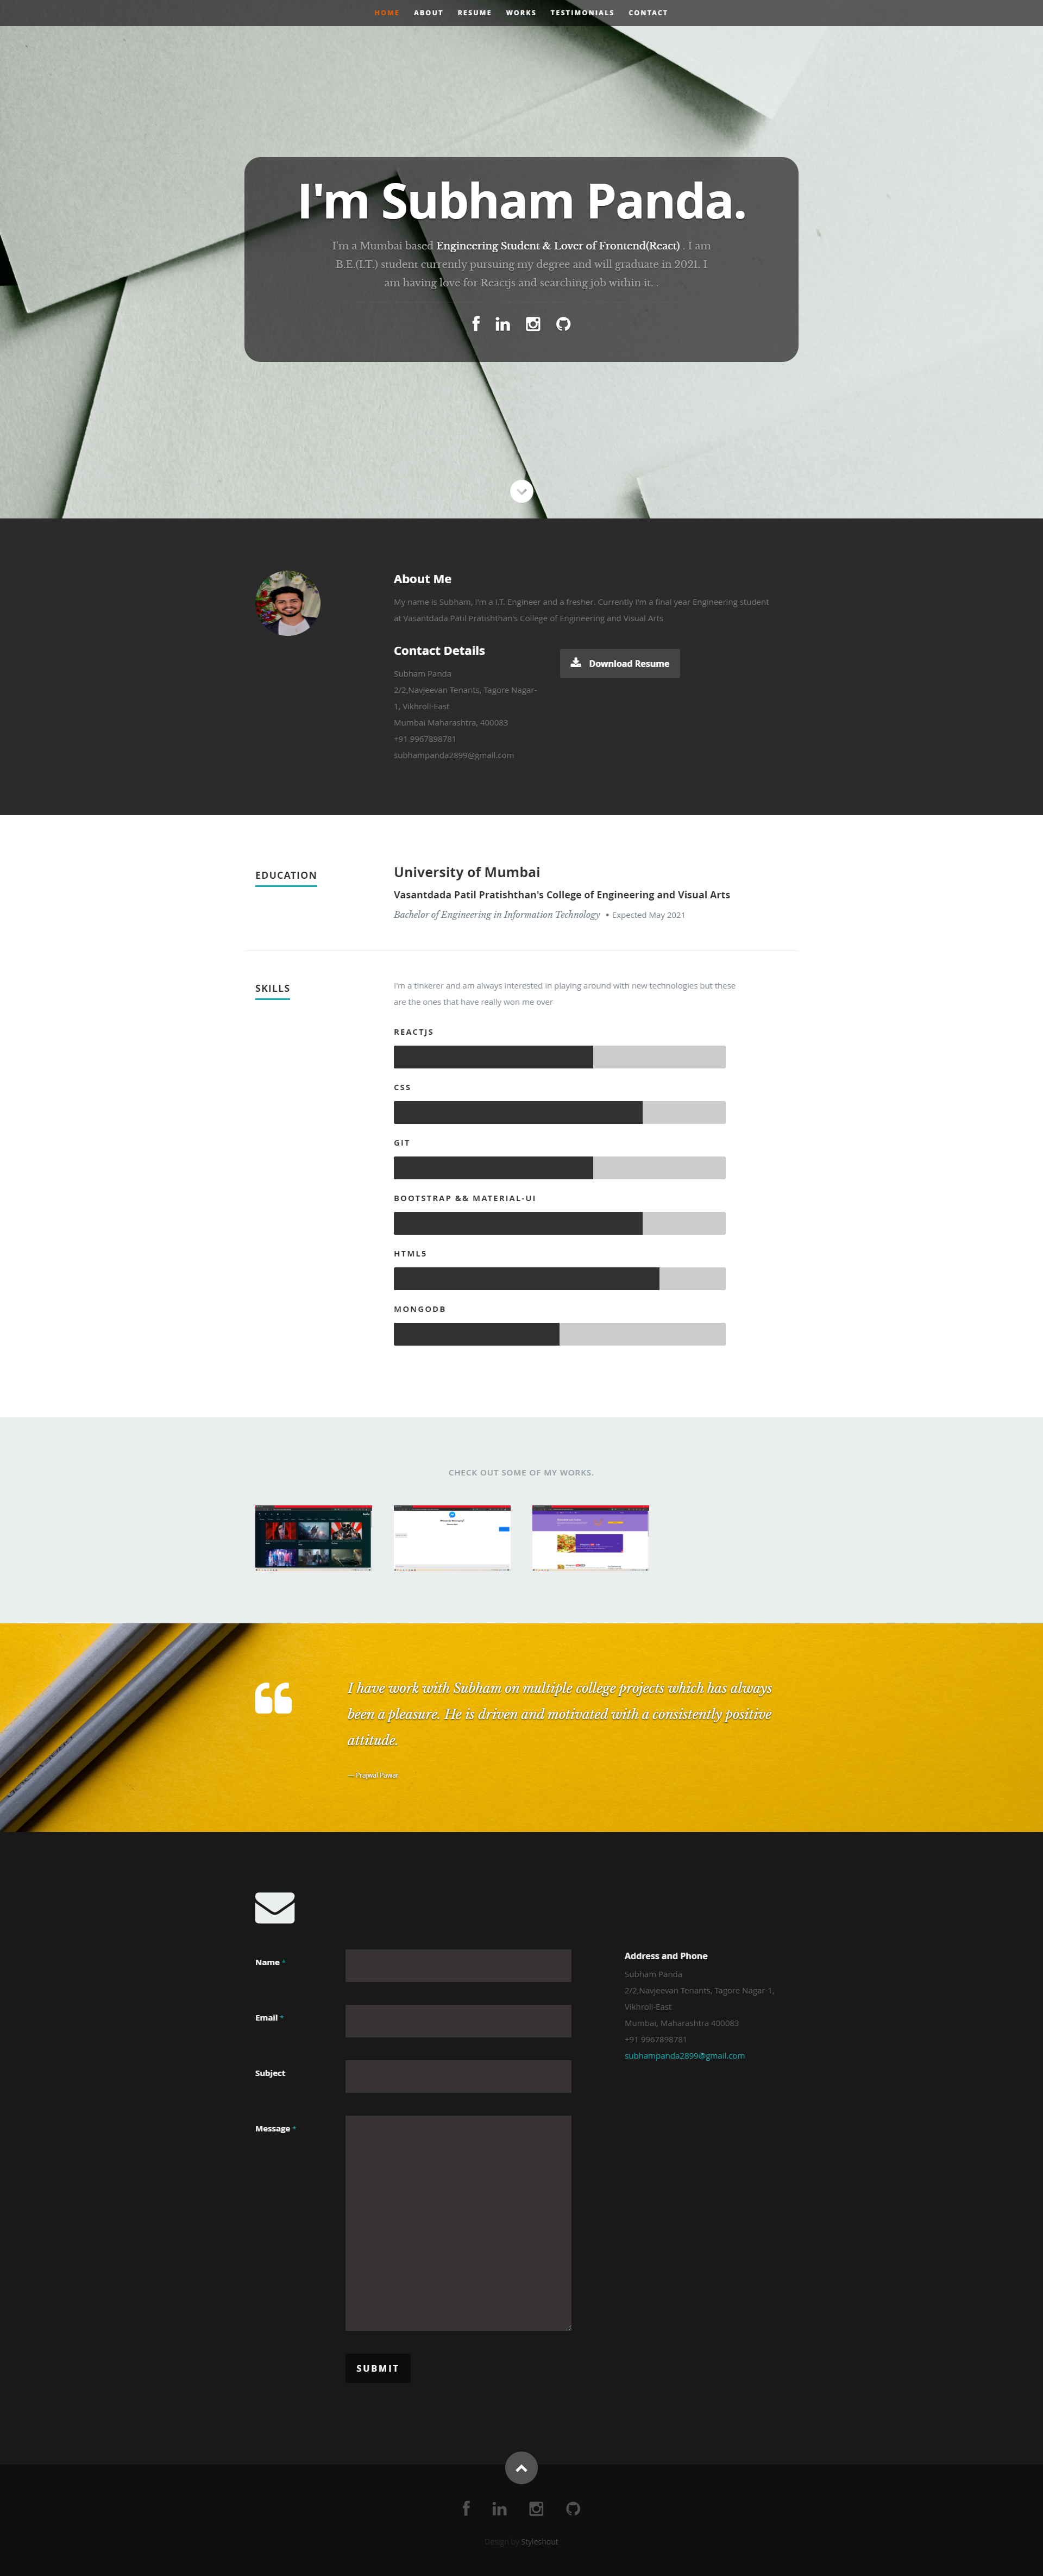 HOME ABOUT RESUME WORKS TESTIMONIALS CONTACT
I'm Subham Panda.
I'm a Mumbai based Engineering Student & Lover of Frontend(React) . I am
B.E.(I.T.) student currently pursuing my degree and will graduate in 2021. I
am having love for Reactjs and searching job within it. .
About Me
My name is Subham, I'm a I.T. Engineer and a fresher. Currently I'm a final year Engineering student
at Vasantdada Patil Pratishthan's College of Engineering and Visual Arts
Contact Details
Download Resume
Subham Panda
2/2,Navjeevan Tenants, Tagore Nagar-
1, Vikhroli-East
Mumbai Maharashtra, 400083
+91 9967898781
subhampanda2899@gmail.com
EDUCATION
University of Mumbai
Vasantdada Patil Pratishthan's College of Engineering and Visual Arts
Bachelor of Engineering in Information Technology • Expected May 2021
SKILLS
I'm a tinkerer and am always interested in playing around with new technologies but these
are the ones that have really won me over
REACTJS
CSS
GIT
BOOTSTRAP && MATERIAL-UI
HTML5
MONGODB
CHECK OUT SOME OF MY WORKS.
I have work with Subham on multiple college projects which has always
been a pleasure. He is driven and motivated with a consistently positive
attitude.
— Prajwal Pawar
Name *
Email *
Subject
Message *
SUBMIT
Address and Phone
Subham Panda
2/2,Navjeevan Tenants, Tagore Nagar-1,
Vikhroli-East
Mumbai, Maharashtra 400083
+91 9967898781
subhampanda2899@gmail.com
Design by Styleshout